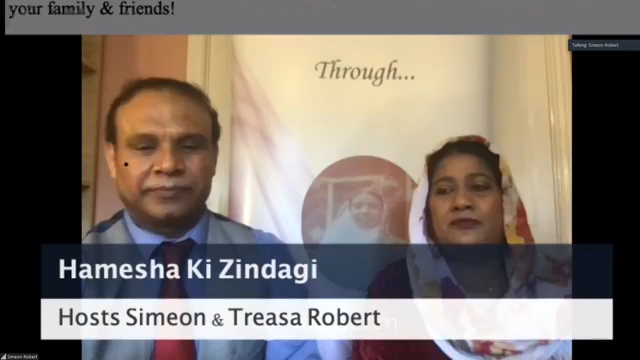 your family & friends!
Talking: Simeon Robert
Through...
Hamesha Ki Zindagi
Hosts Simeon & Treasa Robert
Simeon Robert